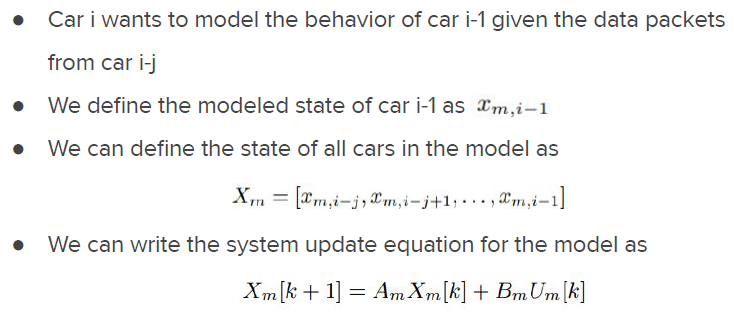 ● Car i wants to model the behavior of car i-1 given the data packets
from car i-j
● We define the modeled state of car i-1 as x_{m,i−1}
● We can define the state of all cars in the model as
X_m = [x_{m,i−j}, x_{m,i−j+1}, . . . , x_{m,i−1}]
● We can write the system update equation for the model as
X_m[k + 1] = A_m X_m[k] + B_m U_m[k]